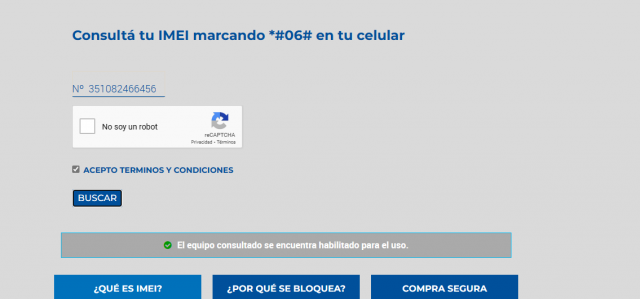 Consultá tu IMEI marcando *#06# en tu celular
Nº 351082466456
No soy un robot
reCAPTCHA
Privacidad - Términos
ACEPTO TERMINOS Y CONDICIONES
BUSCAR
El equipo consultado se encuentra habilitado para el uso.
¿QUÉ ES IMEI? ¿POR QUÉ SE BLOQUEA? COMPRA SEGURA